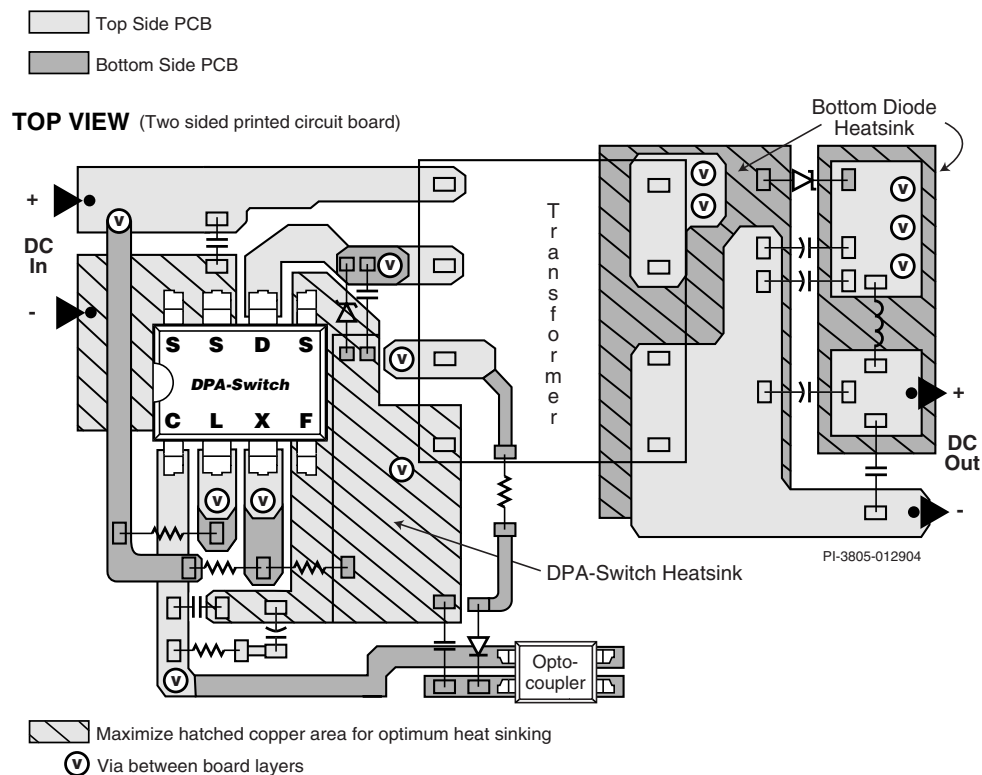 Top Side PCB
Bottom Side PCB
TOP VIEW (Two sided printed circuit board)
Bottom Diode
Heatsink
+
DC
In
-
V
V
V
V
V
V
V
V
V
V
V
V
S S D S
DPA-Switch
C L X F
Transformer
+
DC
Out
-
PI-3805-012904
DPA-Switch Heatsink
Opto-
coupler
Maximize hatched copper area for optimum heat sinking
V Via between board layers